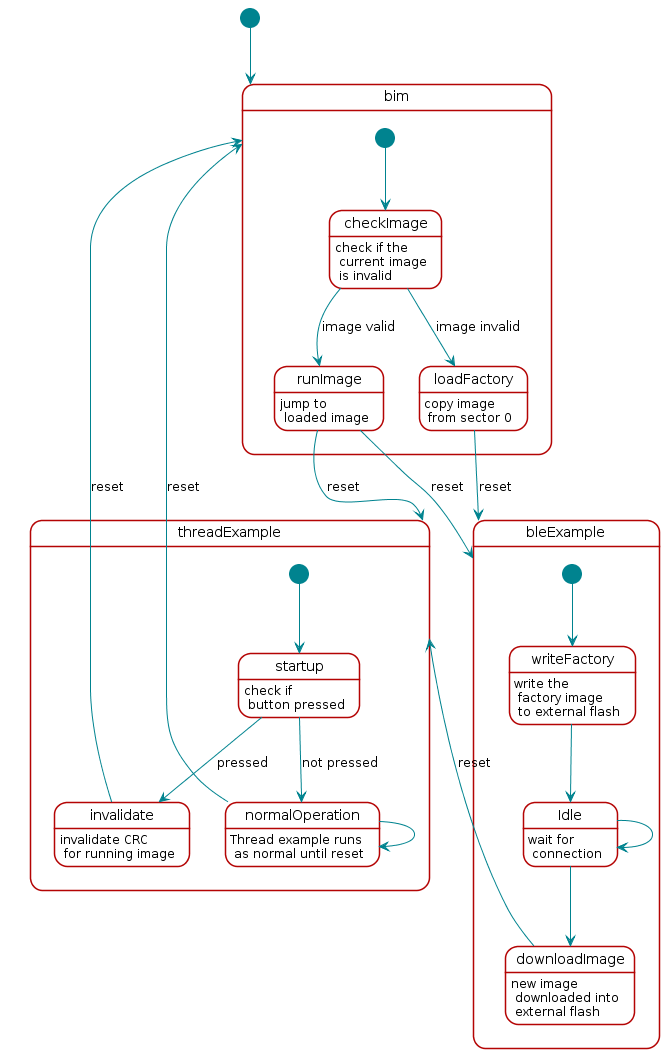 bim
checkImage
check if the
current image
is invalid
image valid
image invalid
runImage
jump to
loaded image
loadFactory
copy image
from sector 0
reset
reset
reset
reset
reset
threadExample
bleExample
startup
check if
button pressed
writeFactory
write the
factory image
to external flash
pressed
not pressed
reset
invalidate
invalidate CRC
for running image
normalOperation
Thread example runs
as normal until reset
Idle
wait for
connection
downloadImage
new image
downloaded into
external flash